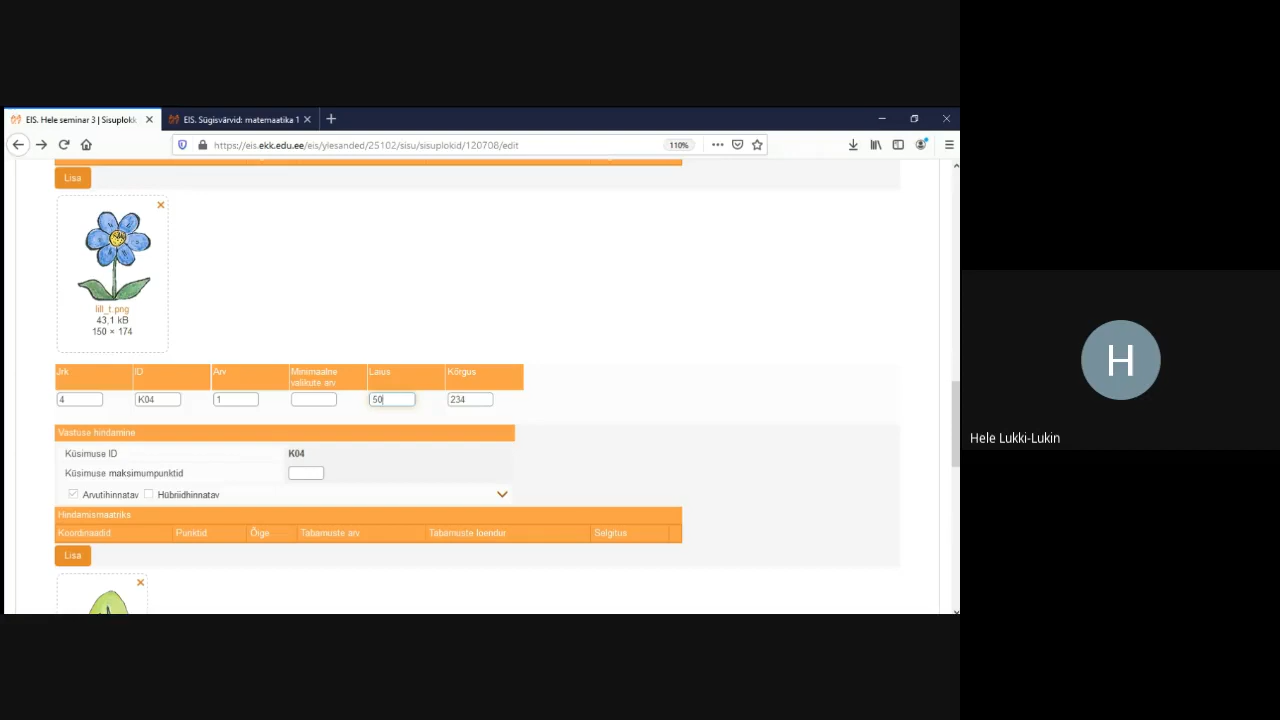 EIS. Hele seminar 3 | Sisuplokk
EIS. Sügisvärvid: matemaatika 1
https://eis.ekk.edu.ee/eis/ylesanded/25102/sisu/sisuplokid/120708/edit
110%
Lisa
lill_t.png
43,1 kB
150 × 174
Jrk ID Arv Minimaalne valikute arv Laius Kõrgus
4 K04 1 50 234
Vastuse hindamine
Küsimuse ID K04
Küsimuse maksimumpunktid
Arvutihinnatav Hübriidhinnatav
Hindamismaatriks
Koordinaadid Punktid Õige Tabamuste arv Tabamuste loendur Selgitus
Lisa
H
Hele Lukki-Lukin